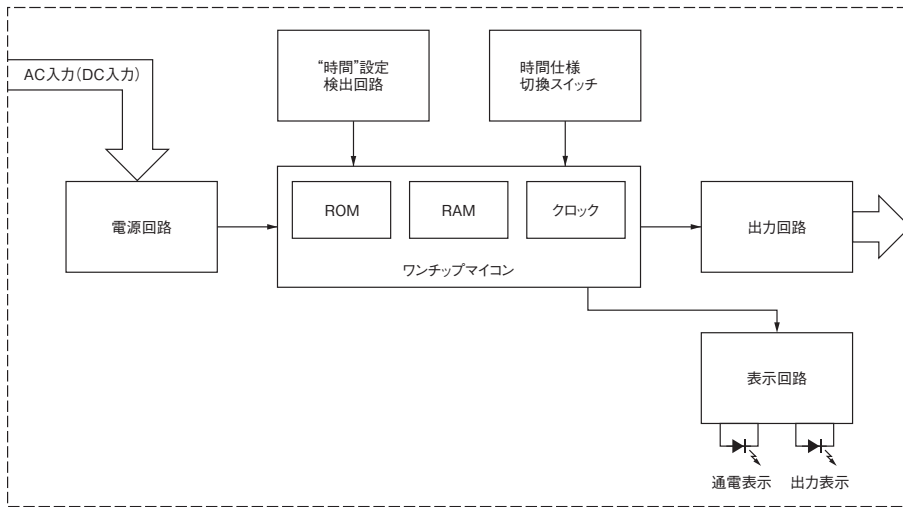 AC入力(DC入力)
“時間”設定
検出回路
時間仕様
切換スイッチ
電源回路
ROM
RAM
クロック
ワンチップマイコン
出力回路
表示回路
通電表示
出力表示